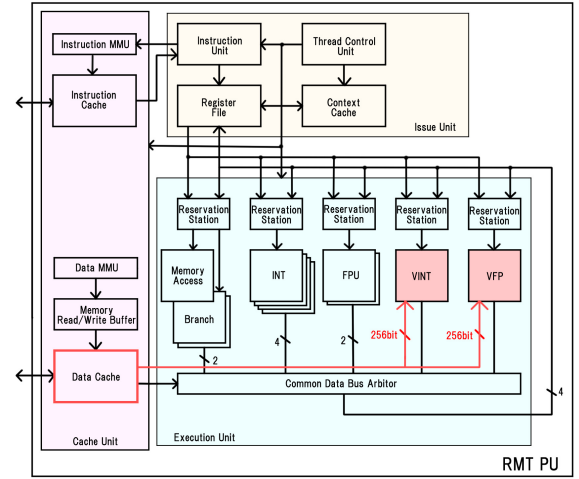 Instruction MMU
Instruction
Cache
Instruction
Unit
Thread Control
Unit
Register
File
Context
Cache
Issue Unit
Reservation
Station
Reservation
Station
Reservation
Station
Reservation
Station
Reservation
Station
Data MMU
Memory
Read/Write Buffer
Data Cache
Cache Unit
Memory
Access
Branch
INT
FPU
VINT
VFP
2
4
2
256bit
256bit
Common Data Bus Arbitor
4
Execution Unit
RMT PU